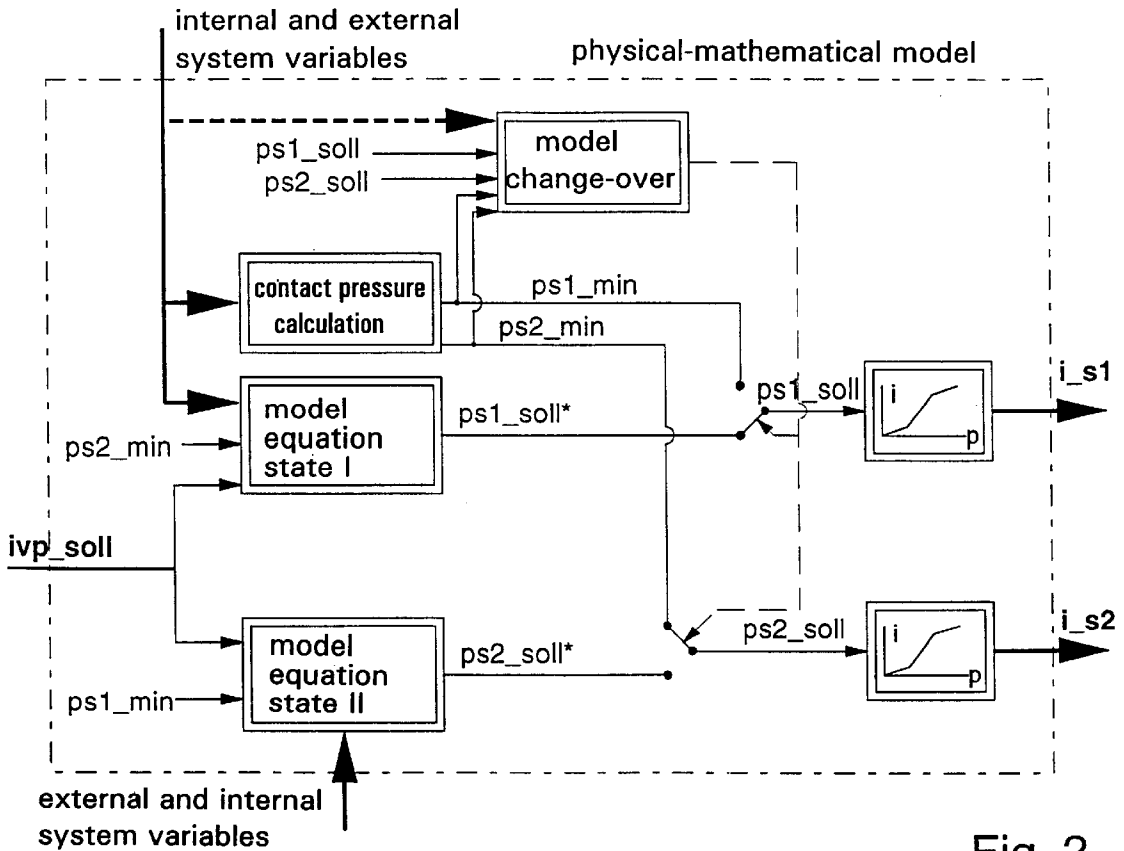 internal and external
system variables
physical-mathematical model
model
change-over
ps1_soll
ps2_soll
contact pressure
calculation
ps1_min
ps2_min
model
equation
state I
ps2_min
ps1_soll*
ps1_soll
i
p
i_s1
ivp_soll
model
equation
state II
ps1_min
ps2_soll*
ps2_soll
i
p
i_s2
external and internal
system variables
Fig. 2